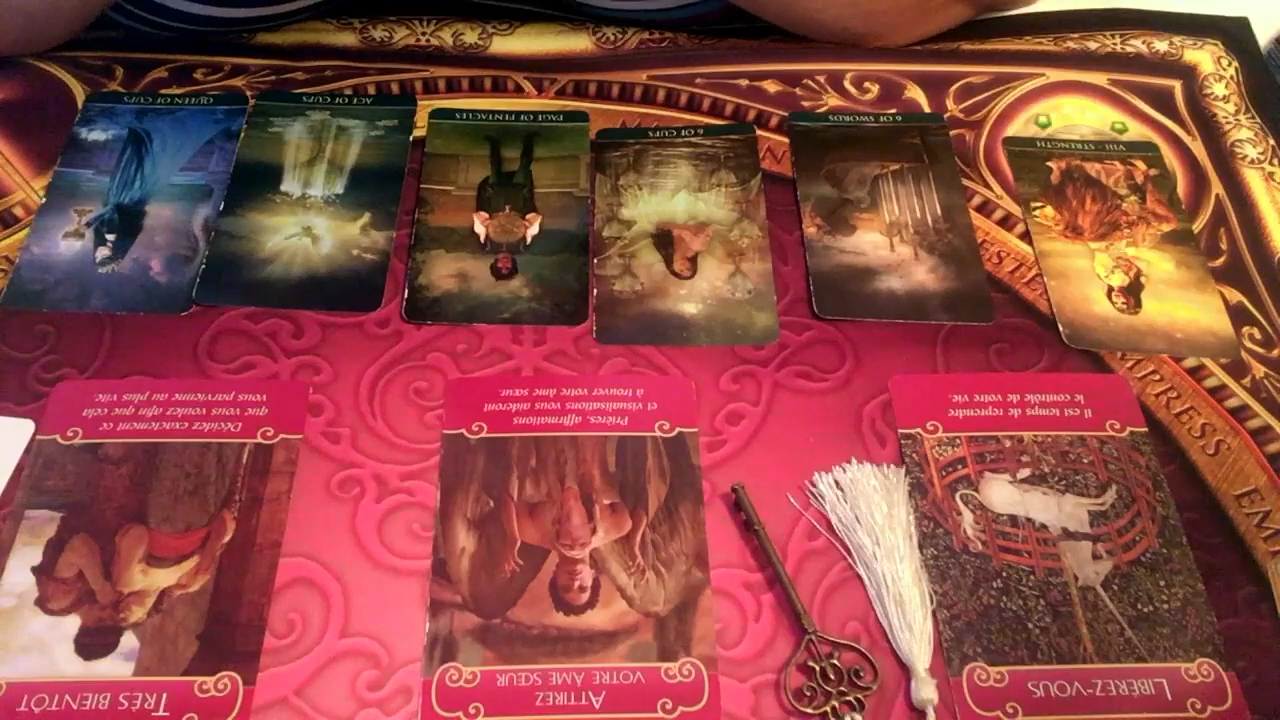 QUEEN OF CUPS
ACE OF CUPS
PAGE OF PENTACLES
6 OF CUPS
6 OF SWORDS
VIII - STRENGTH
EMPRESS
TRÈS BIENTÔT
Décidez exactement ce
que vous voulez afin que cela
vous parvienne au plus vite.
ATTIREZ
VOTRE ÂME SŒUR
Prières, affirmations
et visualisations vous aideront
à trouver votre âme sœur.
LIBÉREZ-VOUS
Il est temps de reprendre
le contrôle de votre vie.